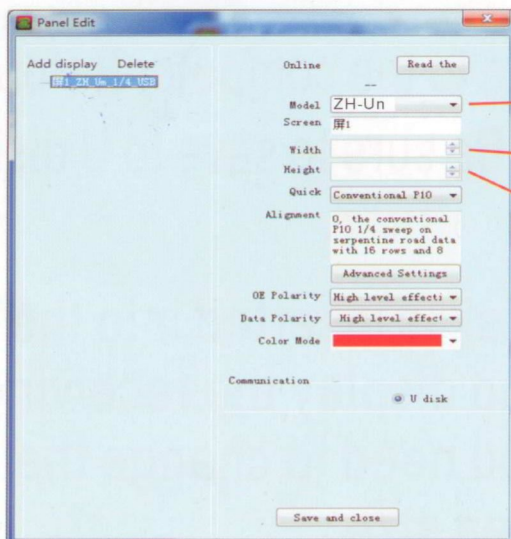 Panel Edit
Add display Delete
屏1_ZH_Un_1/4_USB
Online Read the
--
Model ZH-Un
Screen 屏1
Width
Height
Quick Conventional P10
Alignment 0, the conventional
P10 1/4 sweep on
serpentine road data
with 16 rows and 8
Advanced Settings
OE Polarity High level effecti
Data Polarity High level effect
Color Mode
Communication
U disk
Save and close